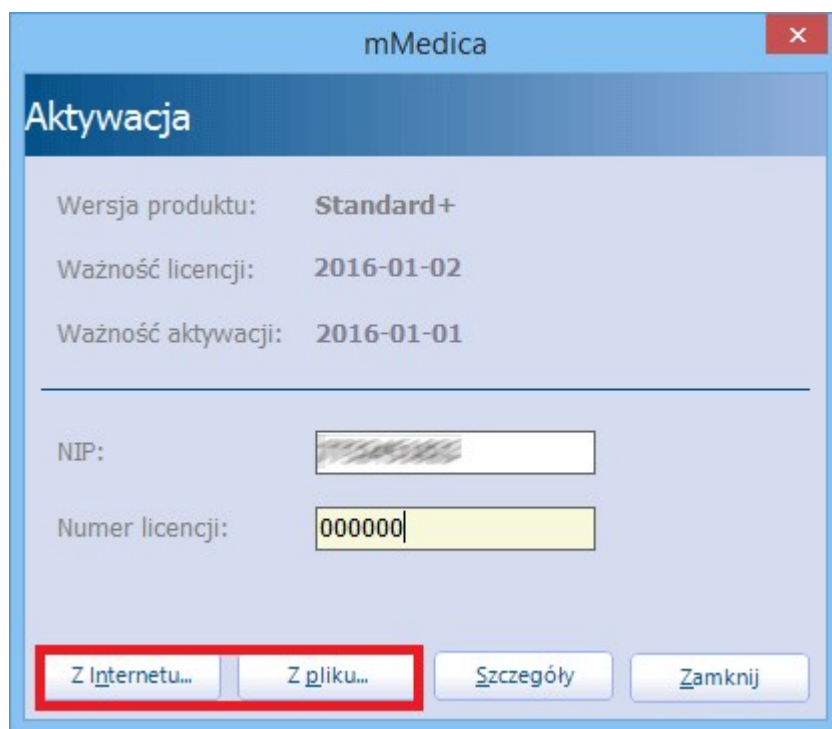 mMedica
Aktywacja
Wersja produktu: Standard+
Ważność licencji: 2016-01-02
Ważność aktywacji: 2016-01-01
NIP:
Numer licencji: 000000
Z Internetu... Z pliku... Szczegóły Zamknij